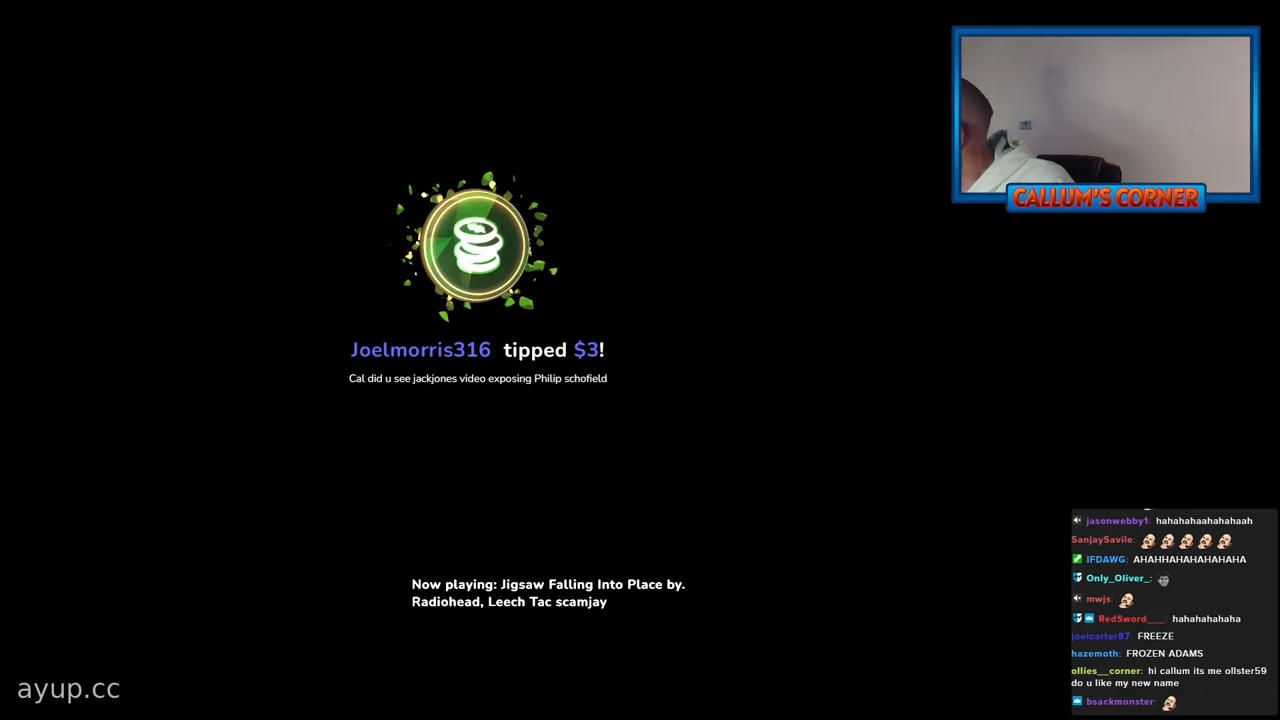 CALLUM'S CORNER
Joelmorris316 tipped $3!
Cal did u see jackjones video exposing Philip schofield
Now playing: Jigsaw Falling Into Place by.
Radiohead, Leech Tac scamjay
jasonwebby1: hahahahaahahahaah
SanjaySavile:
IFDAWG: AHAHHAHAHAHAHA
Only_Oliver_:
mwjs:
RedSword___: hahahahahaha
joelcarter87: FREEZE
hazemoth: FROZEN ADAMS
ollies__corner: hi callum its me ollster59
do u like my new name
bsackmonster:
ayup.cc